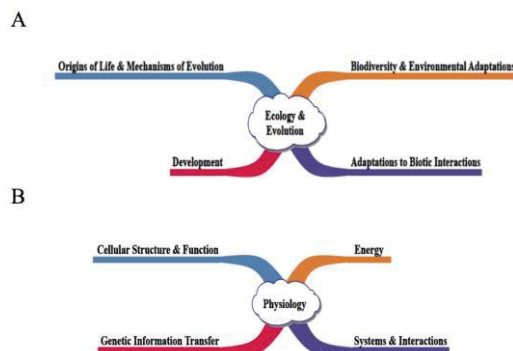 A
Origins of Life & Mechanisms of Evolution
Biodiversity & Environmental Adaptations
Ecology &
Evolution
Development
Adaptations to Biotic Interactions
B
Cellular Structure & Function
Energy
Physiology
Genetic Information Transfer
Systems & Interactions